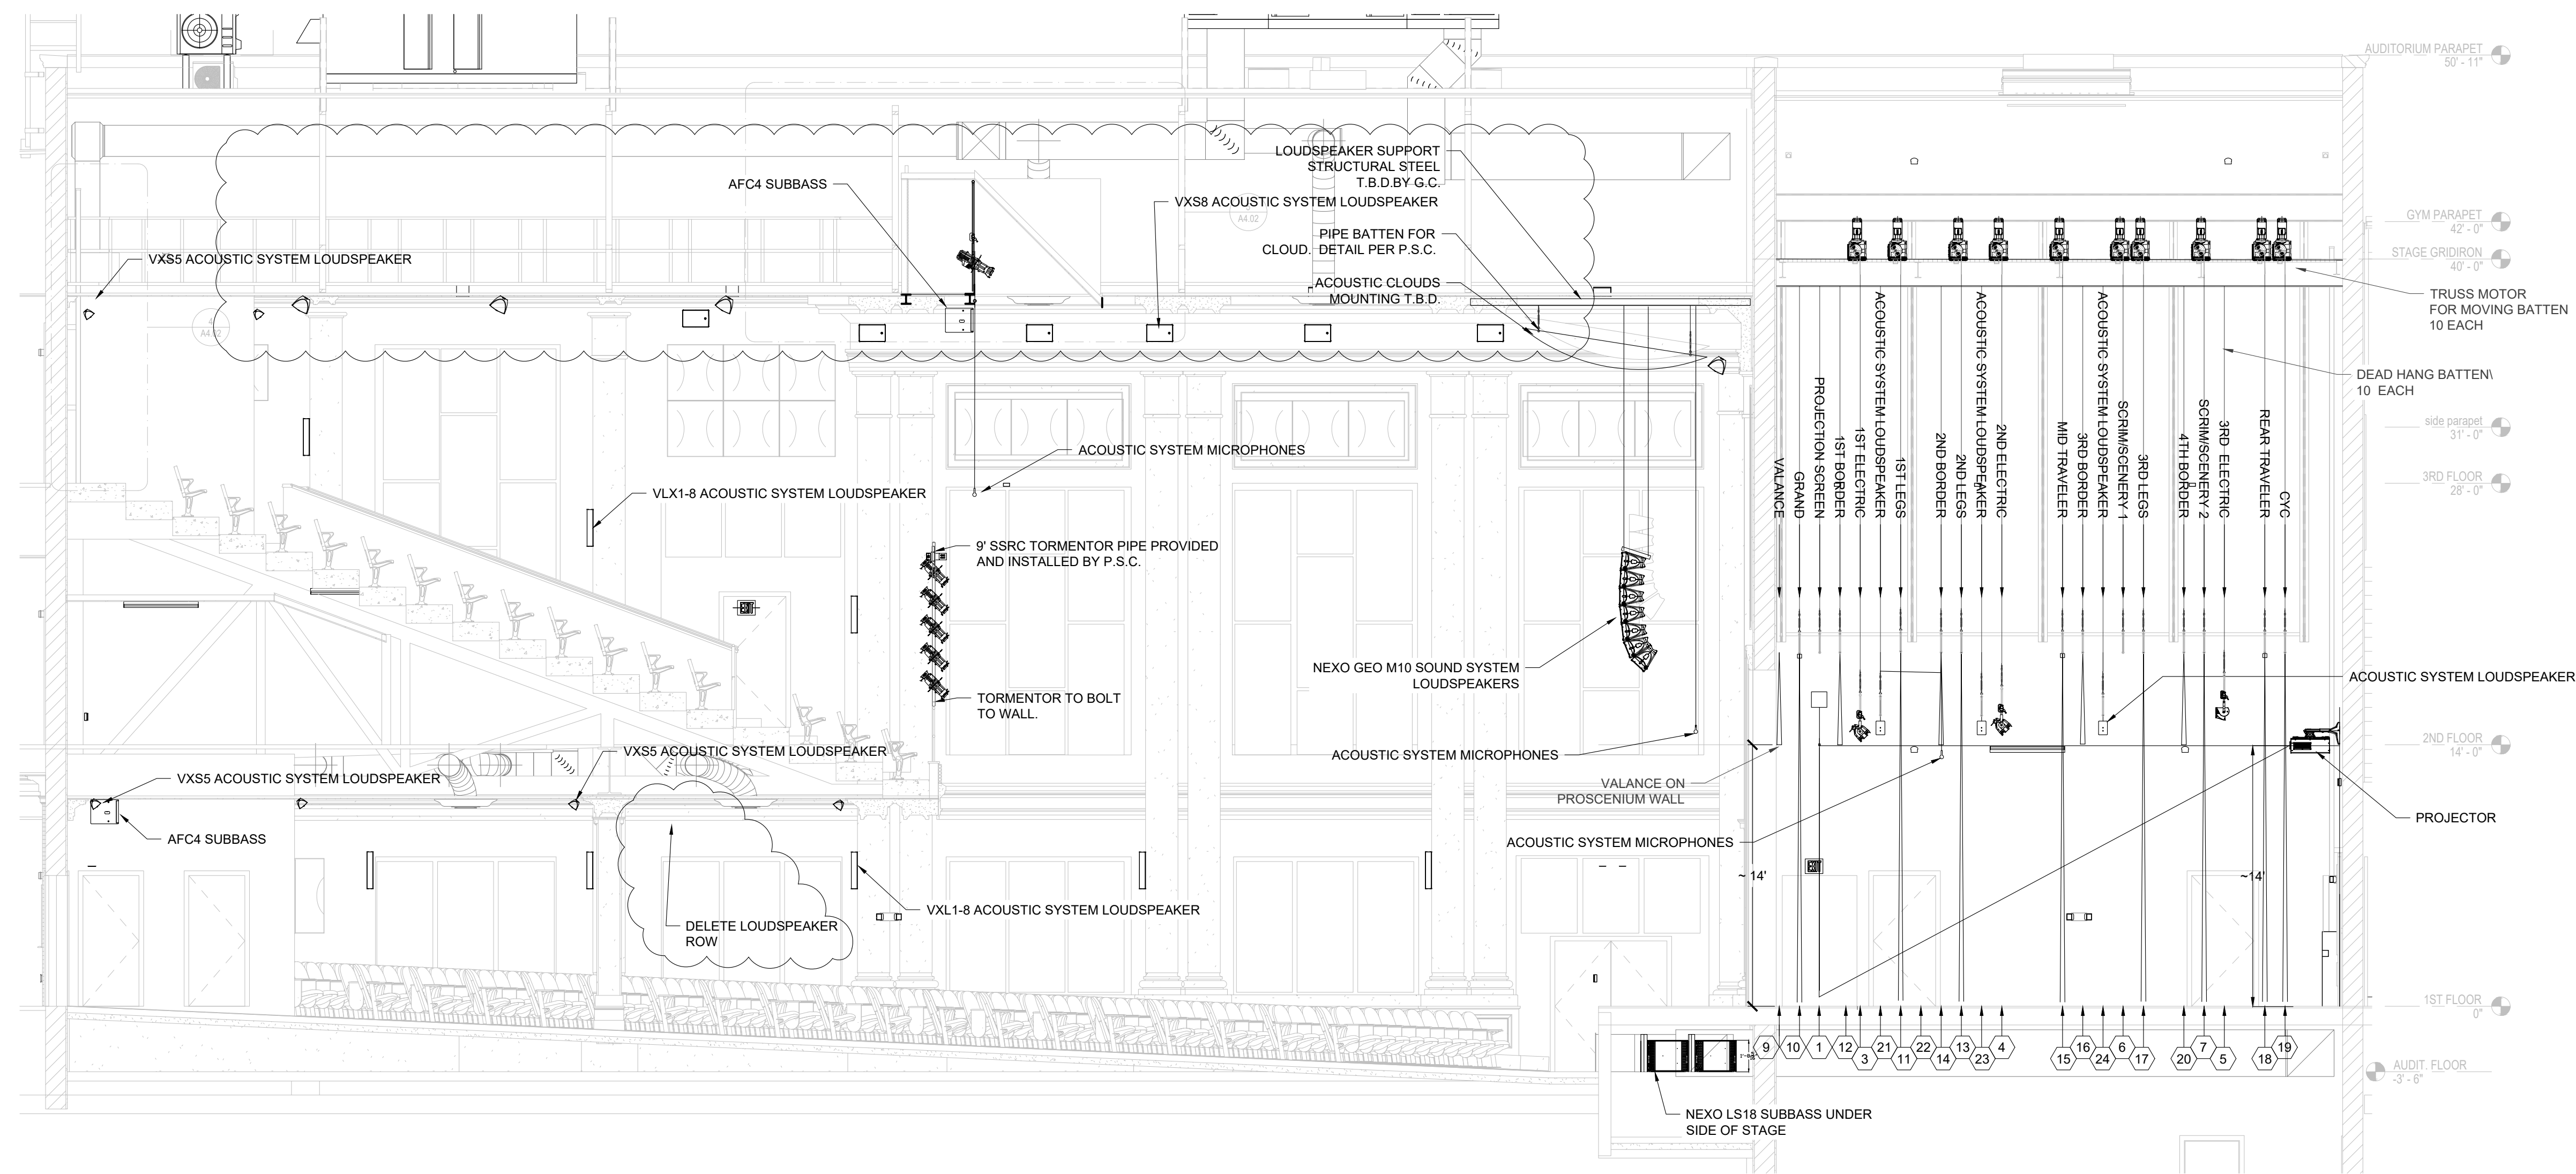 AUDITORIUM PARAPET
50' - 11"
LOUDSPEAKER SUPPORT
STRUCTURAL STEEL
T.B.D.BY G.C.
AFC4 SUBBASS
VXS8 ACOUSTIC SYSTEM LOUDSPEAKER
A4.02
GYM PARAPET
42' - 0"
PIPE BATTEN FOR
CLOUD. DETAIL PER P.S.C.
VXS5 ACOUSTIC SYSTEM LOUDSPEAKER
STAGE GRIDIRON
40' - 0"
ACOUSTIC CLOUDS
MOUNTING T.B.D.
TRUSS MOTOR
FOR MOVING BATTEN
10 EACH
4
A4.02
DEAD HANG BATTEN\
10 EACH
side parapet
31' - 0"
ACOUSTIC SYSTEM MICROPHONES
3RD FLOOR
28' - 0"
VLX1-8 ACOUSTIC SYSTEM LOUDSPEAKER
VALANCE
GRAND
PROJECTION SCREEN
1ST BORDER
1ST ELECTRIC
ACOUSTIC SYSTEM LOUDSPEAKER
1ST LEGS
2ND BORDER
2ND LEGS
ACOUSTIC SYSTEM LOUDSPEAKER
2ND ELECTRIC
MID TRAVELER
3RD BORDER
ACOUSTIC SYSTEM LOUDSPEAKER
SCRIM/SCENERY 1
3RD LEGS
4TH BORDER
SCRIM/SCENERY 2
3RD ELECTRIC
REAR TRAVELER
CYC
9' SSRC TORMENTOR PIPE PROVIDED
AND INSTALLED BY P.S.C.
NEXO GEO M10 SOUND SYSTEM
LOUDSPEAKERS
ACOUSTIC SYSTEM LOUDSPEAKER
TORMENTOR TO BOLT
TO WALL.
2ND FLOOR
14' - 0"
VXS5 ACOUSTIC SYSTEM LOUDSPEAKER
ACOUSTIC SYSTEM MICROPHONES
VXS5 ACOUSTIC SYSTEM LOUDSPEAKER
VALANCE ON
PROSCENIUM WALL
PROJECTOR
AFC4 SUBBASS
ACOUSTIC SYSTEM MICROPHONES
~ 14'
~14'
VXL1-8 ACOUSTIC SYSTEM LOUDSPEAKER
DELETE LOUDSPEAKER
ROW
1ST FLOOR
0"
9
10
1
12
3
21
11
22
14
13
23
4
15
16
24
6
17
20
7
5
18
19
AUDIT. FLOOR
-3' - 6"
NEXO LS18 SUBBASS UNDER
SIDE OF STAGE